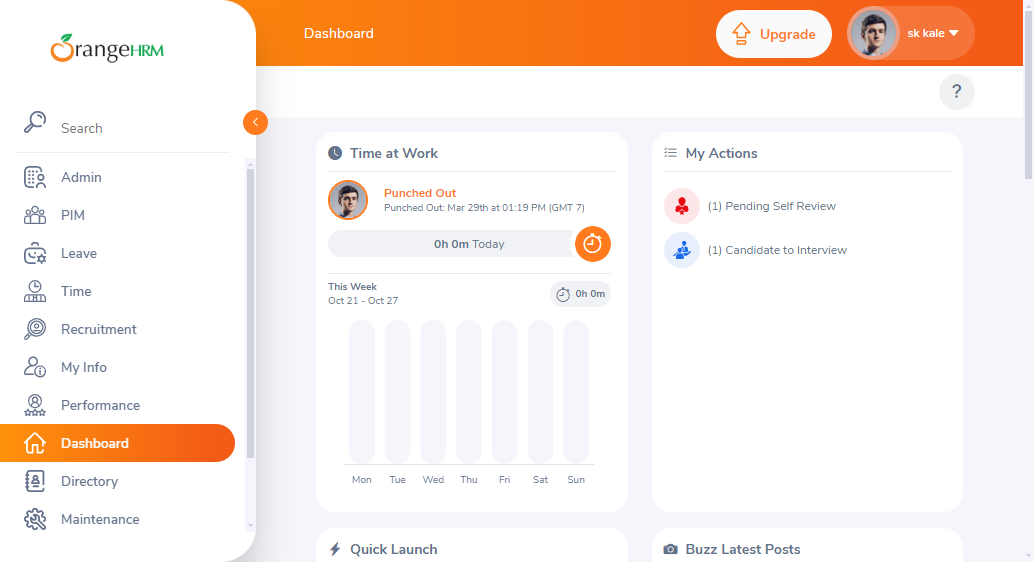 OrangeHRM
Dashboard
Upgrade
sk kale
?
Search
Admin
PIM
Leave
Time
Recruitment
My Info
Performance
Dashboard
Directory
Maintenance
Time at Work
Punched Out
Punched Out: Mar 29th at 01:19 PM (GMT 7)
0h 0m Today
This Week
Oct 21 - Oct 27
0h 0m
Mon Tue Wed Thu Fri Sat Sun
My Actions
(1) Pending Self Review
(1) Candidate to Interview
Quick Launch
Buzz Latest Posts